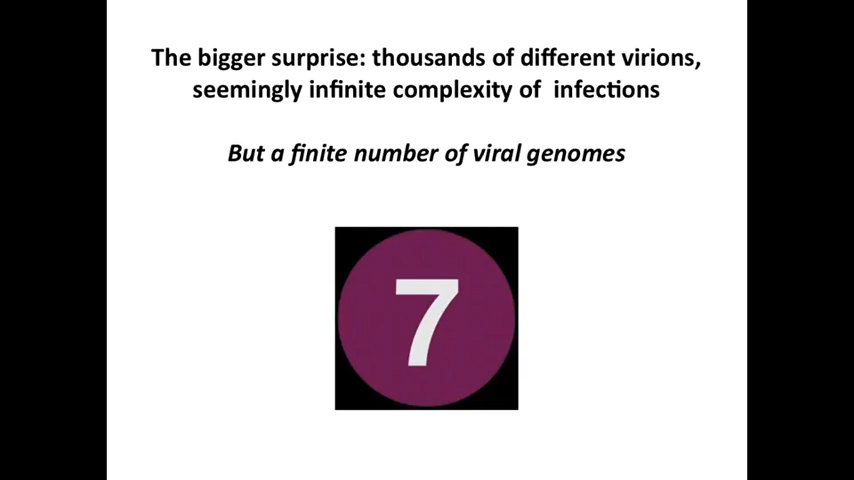 The bigger surprise: thousands of different virions,
seemingly infinite complexity of  infections
But a finite number of viral genomes
7